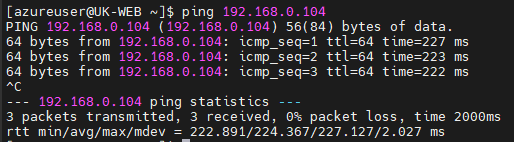 [azureuser@UK-WEB ~]$ ping 192.168.0.104
PING 192.168.0.104 (192.168.0.104) 56(84) bytes of data.
64 bytes from 192.168.0.104: icmp_seq=1 ttl=64 time=227 ms
64 bytes from 192.168.0.104: icmp_seq=2 ttl=64 time=223 ms
64 bytes from 192.168.0.104: icmp_seq=3 ttl=64 time=222 ms
^C
--- 192.168.0.104 ping statistics ---
3 packets transmitted, 3 received, 0% packet loss, time 2000ms
rtt min/avg/max/mdev = 222.891/224.367/227.127/2.027 ms